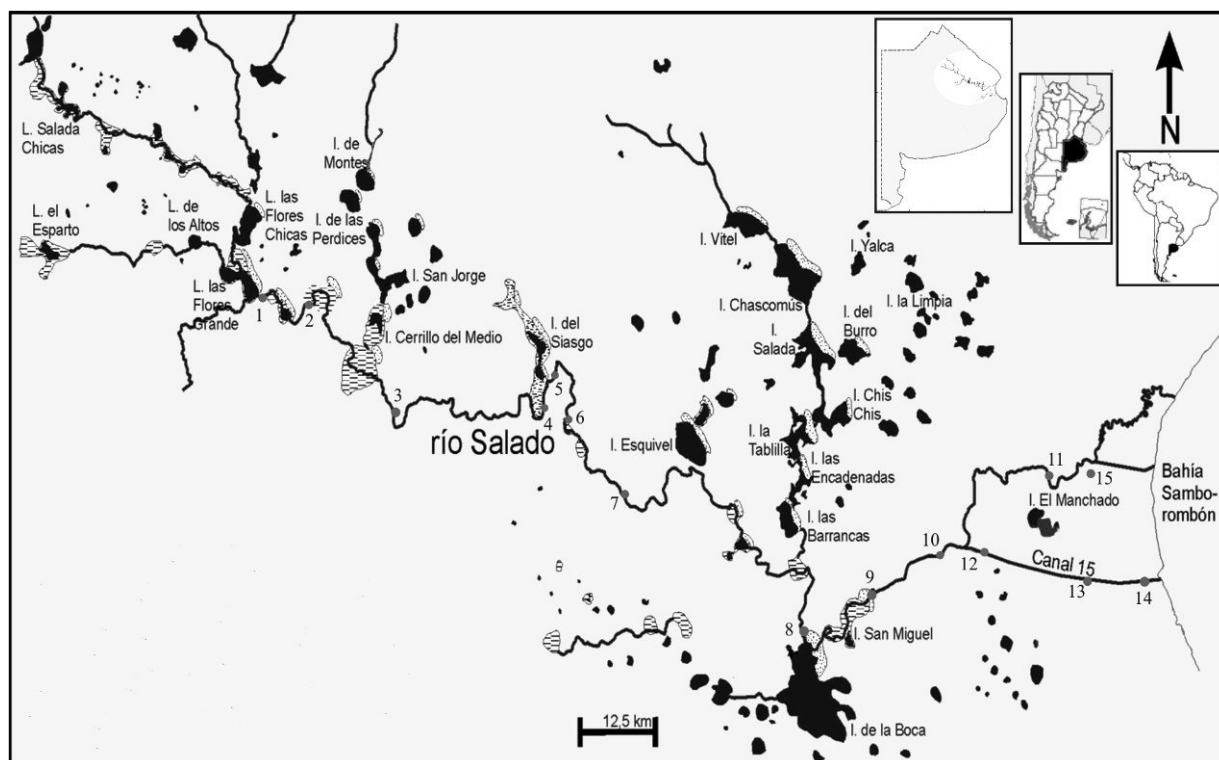 N
L. Salada
Chicas
l. de
Montes
L. el
Esparto
L. de
los Altos
L. las
Flores
Chicas
l. de las
Perdices
l. San Jorge
L. las
Flores
Grande
1
2
l. Cerrillo del Medio
l. del
Siasgo
3
4
5
6
7
río Salado
l. Vitel
l. Yalca
l. Chascomús
l. la Limpia
l.
Salada
l. del
Burro
l. Chis
Chis
l. Esquivel
l. la
Tablilla
l. las
Encadenadas
l. las
Barrancas
11
15
l. El Manchado
Bahía
Sambo-
rombón
10
12
Canal 15
13
14
9
8
l. San Miguel
l. de la Boca
12,5 km